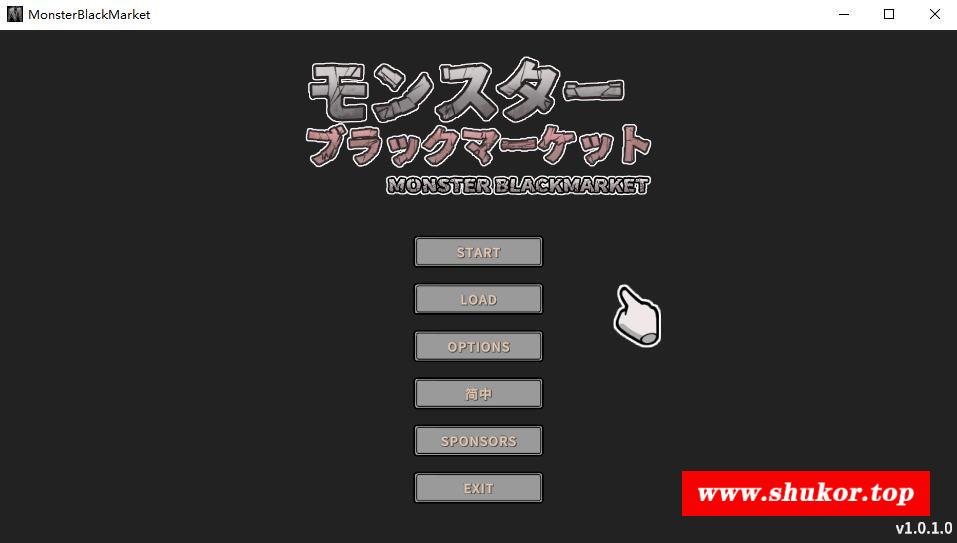 MonsterBlackMarket
モンスター
ブラックマーケット
MONSTER BLACKMARKET
START
LOAD
OPTIONS
简中
SPONSORS
EXIT
www.shukor.top
v1.0.1.0